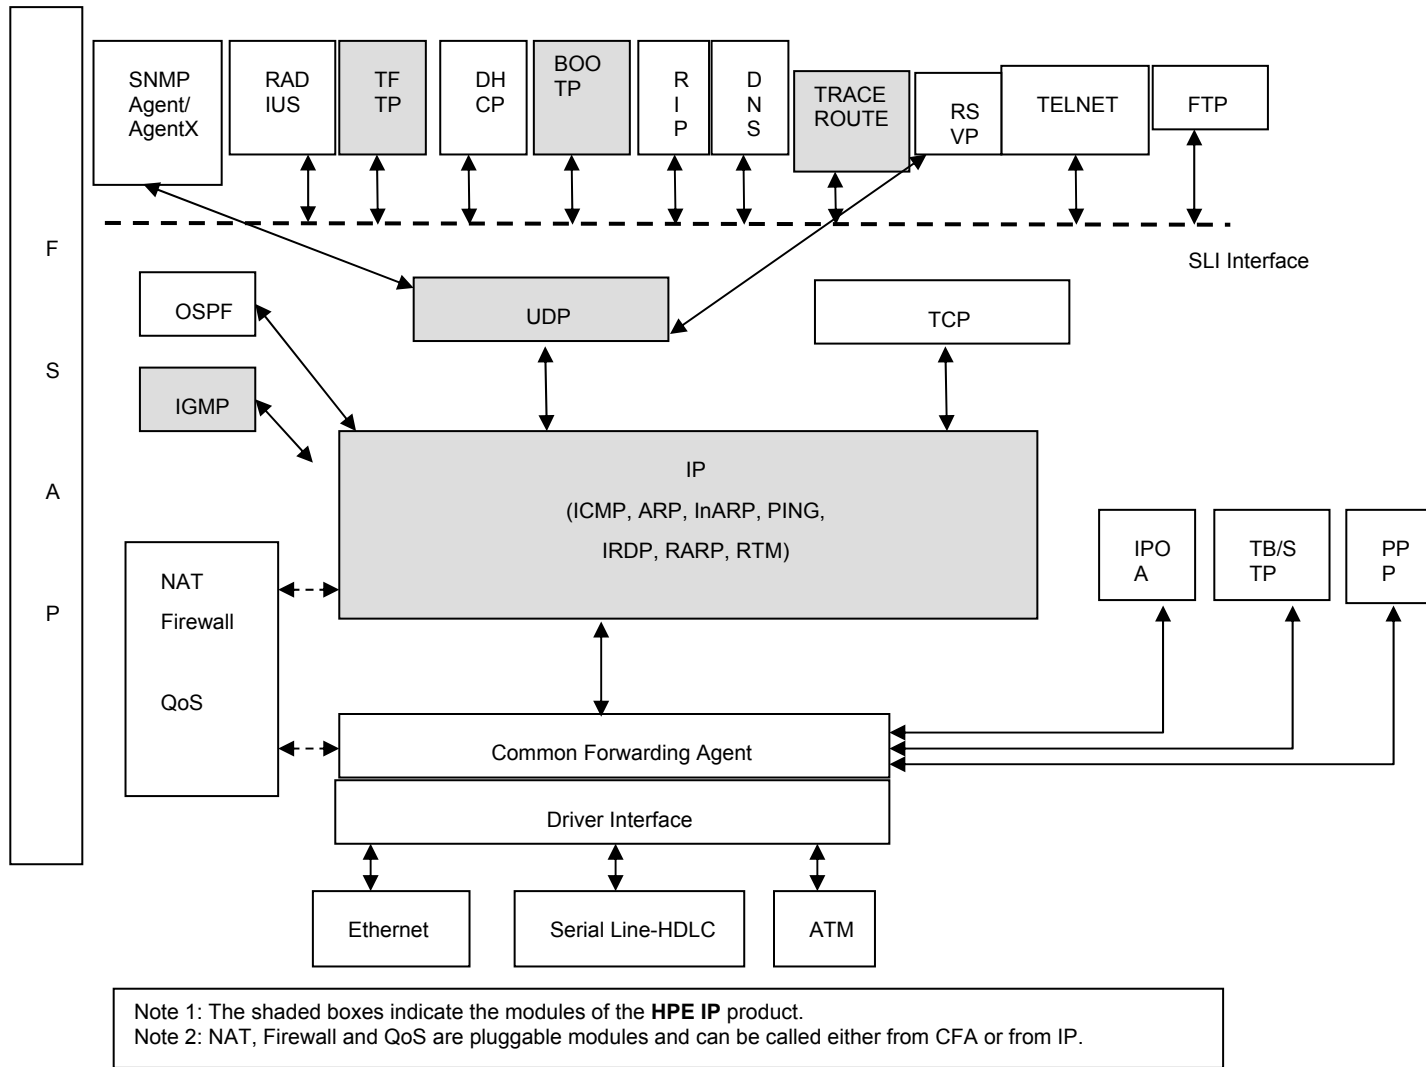 SNMP
Agent/
AgentX
RAD
IUS
TF
TP
DH
CP
BOO
TP
R
I
P
D
N
S
TRACE
ROUTE
RS
VP
TELNET
FTP
SLI Interface
F
S
A
P
OSPF
UDP
TCP
IGMP
IP
(ICMP, ARP, InARP, PING,
IRDP, RARP, RTM)
IPO
A
TB/S
TP
PP
P
NAT
Firewall
QoS
Common Forwarding Agent
Driver Interface
Ethernet
Serial Line-HDLC
ATM
Note 1: The shaded boxes indicate the modules of the HPE IP product.
Note 2: NAT, Firewall and QoS are pluggable modules and can be called either from CFA or from IP.